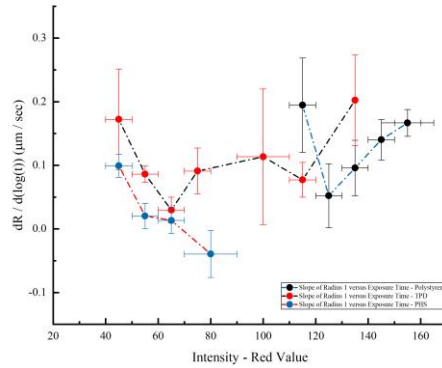 0.3
0.2
0.1
0.0
-0.1
dR / d(log(t)) (μm / sec)
20 40 60 80 100 120 140 160
Intensity - Red Value
Slope of Radius 1 versus Exposure Time - Polystyren
Slope of Radius 1 versus Exposure Time - TPD
Slope of Radius 1 versus Exposure Time - PHS